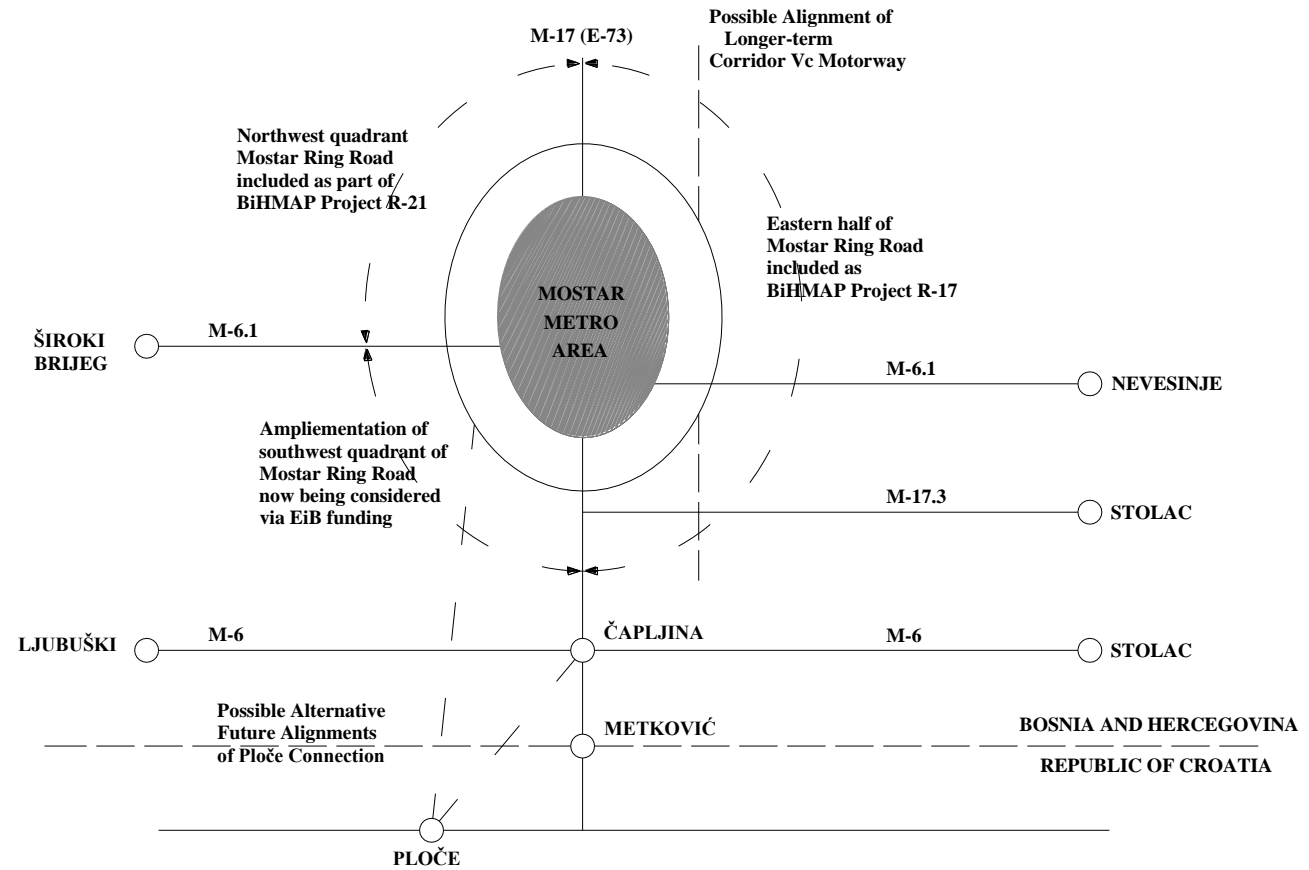 Possible Alignment of
Longer-term
Corridor Vc Motorway
M-17 (E-73)
Northwest quadrant
Mostar Ring Road
included as part of
BiHMAP Project R-21
Eastern half of
Mostar Ring Road
included as
BiHMAP Project R-17
MOSTAR
METRO
AREA
ŠIROKI
BRIJEG
M-6.1
M-6.1
NEVESINJE
Ampliementation of
southwest quadrant of
Mostar Ring Road
now being considered
via EiB funding
M-17.3
STOLAC
LJUBUŠKI
M-6
ČAPLJINA
M-6
STOLAC
Possible Alternative
Future Alignments
of Ploče Connection
METKOVIĆ
BOSNIA AND HERCEGOVINA
REPUBLIC OF CROATIA
PLOČE